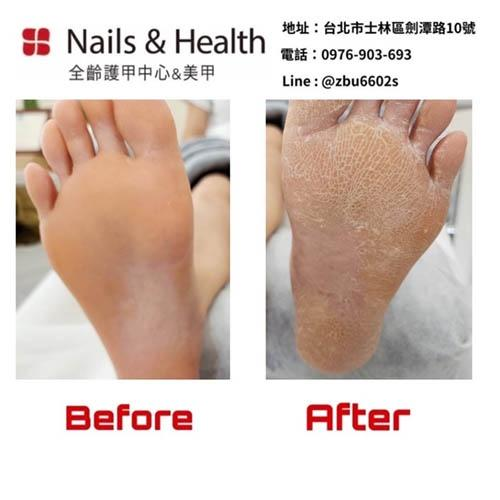 Nails & Health
全齡護甲中心&美甲
地址：台北市士林區劍潭路10號
電話：0976-903-693
Line : @zbu6602s
Before
After